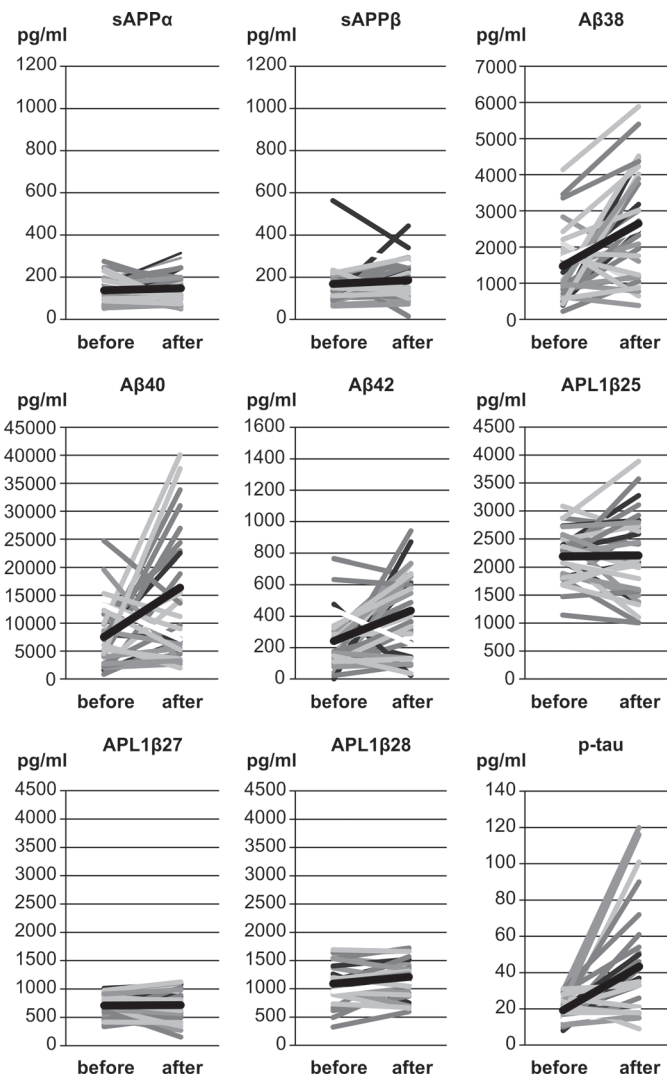 sAPPα
pg/ml
1200
1000
800
600
400
200
0
before after
sAPPβ
pg/ml
1200
1000
800
600
400
200
0
before after
Aβ38
pg/ml
7000
6000
5000
4000
3000
2000
1000
0
before after
Aβ40
pg/ml
45000
40000
35000
30000
25000
20000
15000
10000
5000
0
before after
Aβ42
pg/ml
1600
1400
1200
1000
800
600
400
200
0
before after
APL1β25
pg/ml
4500
4000
3500
3000
2500
2000
1500
1000
500
0
before after
APL1β27
pg/ml
4500
4000
3500
3000
2500
2000
1500
1000
500
0
before after
APL1β28
pg/ml
4500
4000
3500
3000
2500
2000
1500
1000
500
0
before after
p-tau
pg/ml
140
120
100
80
60
40
20
0
before after